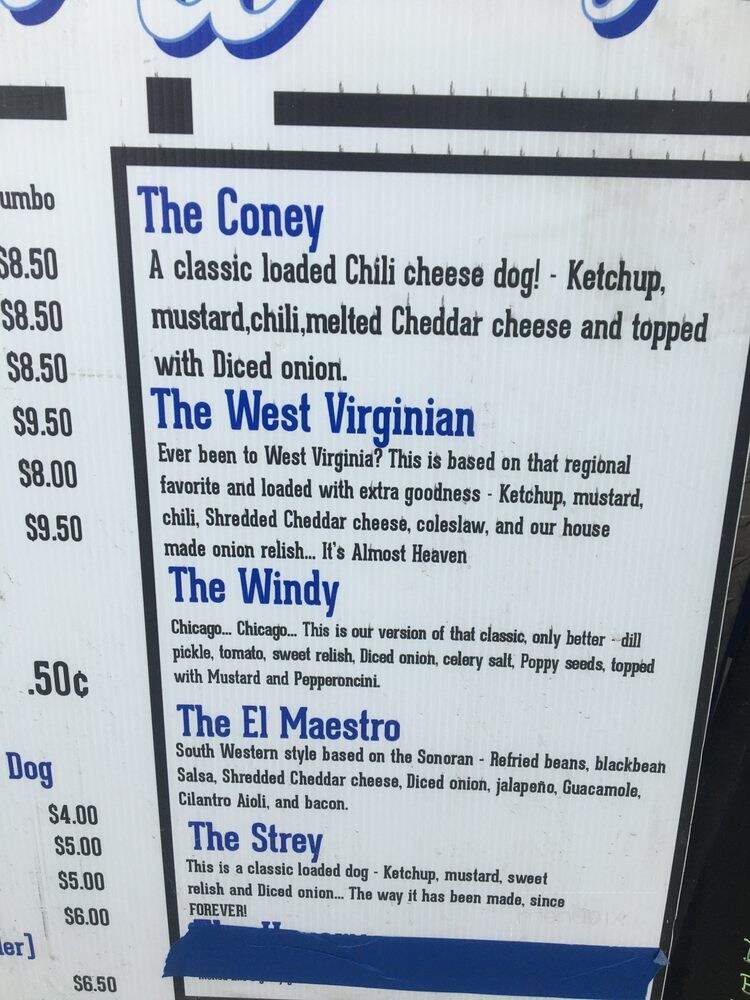 umbo
$8.50
$8.50
$8.50
$9.50
$8.00
$9.50
.50¢
Dog
$4.00
$5.00
$5.00
$6.00
ler]
$6.50
The Coney
A classic loaded Chili cheese dog! - Ketchup,
mustard,chili,melted Cheddar cheese and topped
with Diced onion.
The West Virginian
Ever been to West Virginia? This is based on that regional
favorite and loaded with extra goodness - Ketchup, mustard,
chili, Shredded Cheddar cheese, coleslaw, and our house
made onion relish... It's Almost Heaven
The Windy
Chicago... Chicago... This is our version of that classic, only better - dill
pickle, tomato, sweet relish, Diced onion, celery salt, Poppy seeds, topped
with Mustard and Pepperoncini.
The El Maestro
South Western style based on the Sonoran - Refried beans, blackbean
Salsa, Shredded Cheddar cheese, Diced onion, jalapeño, Guacamole,
Cilantro Aioli, and bacon.
The Strey
This is a classic loaded dog - Ketchup, mustard, sweet
relish and Diced onion... The way it has been made, since
FOREVER!